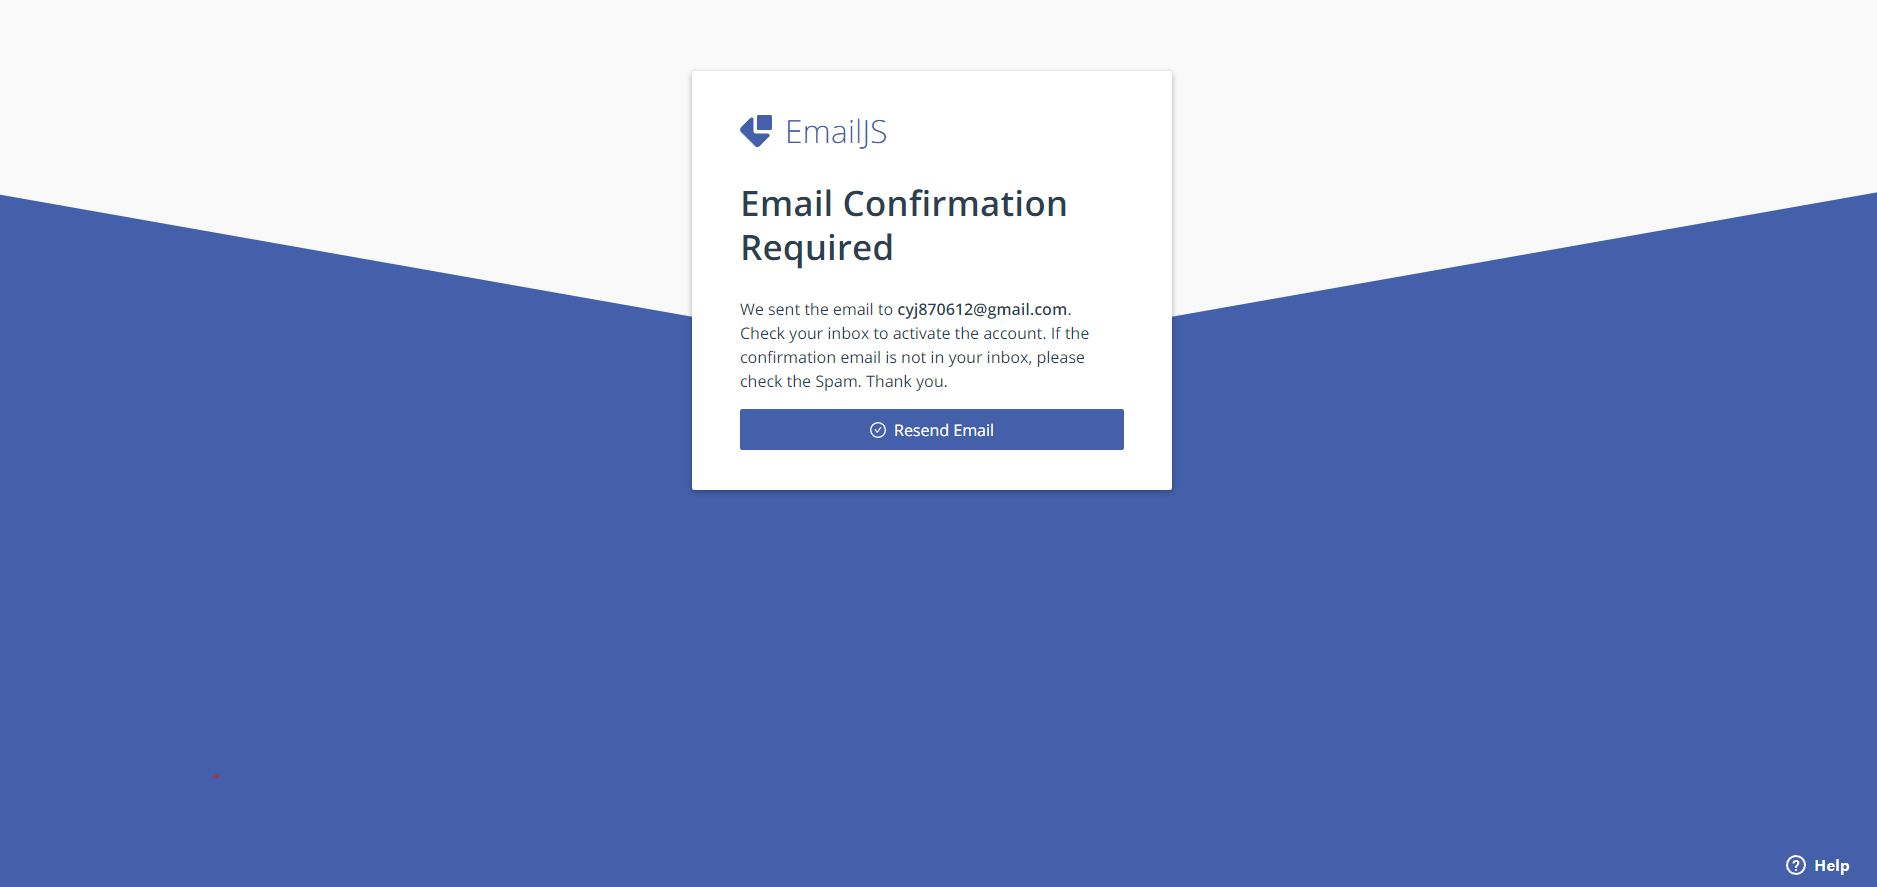 EmailJS
Email Confirmation
Required
We sent the email to cyj870612@gmail.com.
Check your inbox to activate the account. If the
confirmation email is not in your inbox, please
check the Spam. Thank you.
Resend Email
Help